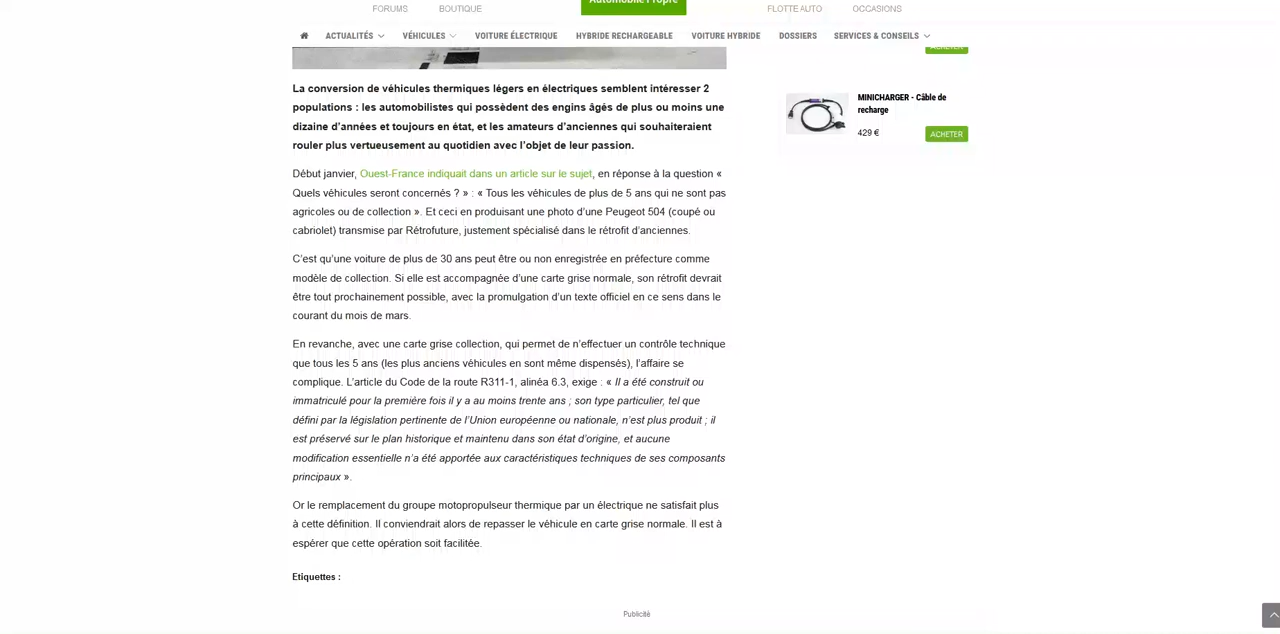 FORUMS BOUTIQUE Automobile Propre FLOTTE AUTO OCCASIONS
ACTUALITÉS VÉHICULES VOITURE ÉLECTRIQUE HYBRIDE RECHARGEABLE VOITURE HYBRIDE DOSSIERS SERVICES & CONSEILS
ACHETER
La conversion de véhicules thermiques légers en électriques semblent intéresser 2
populations : les automobilistes qui possèdent des engins âgés de plus ou moins une
dizaine d’années et toujours en état, et les amateurs d’anciennes qui souhaiteraient
rouler plus vertueusement au quotidien avec l’objet de leur passion.
MINICHARGER - Câble de
recharge
429 € ACHETER
Début janvier, Ouest-France indiquait dans un article sur le sujet, en réponse à la question «
Quels véhicules seront concernés ? » : « Tous les véhicules de plus de 5 ans qui ne sont pas
agricoles ou de collection ». Et ceci en produisant une photo d’une Peugeot 504 (coupé ou
cabriolet) transmise par Rétrofuture, justement spécialisé dans le rétrofit d’anciennes.
C’est qu’une voiture de plus de 30 ans peut être ou non enregistrée en préfecture comme
modèle de collection. Si elle est accompagnée d’une carte grise normale, son rétrofit devrait
être tout prochainement possible, avec la promulgation d’un texte officiel en ce sens dans le
courant du mois de mars.
En revanche, avec une carte grise collection, qui permet de n’effectuer un contrôle technique
que tous les 5 ans (les plus anciens véhicules en sont même dispensés), l’affaire se
complique. L’article du Code de la route R311-1, alinéa 6.3, exige : « Il a été construit ou
immatriculé pour la première fois il y a au moins trente ans ; son type particulier, tel que
défini par la législation pertinente de l’Union européenne ou nationale, n’est plus produit ; il
est préservé sur le plan historique et maintenu dans son état d’origine, et aucune
modification essentielle n’a été apportée aux caractéristiques techniques de ses composants
principaux ».
Or le remplacement du groupe motopropulseur thermique par un électrique ne satisfait plus
à cette définition. Il conviendrait alors de repasser le véhicule en carte grise normale. Il est à
espérer que cette opération soit facilitée.
Etiquettes :
Publicité